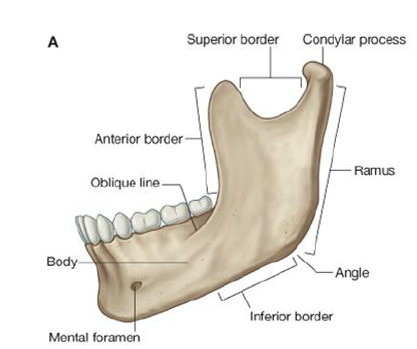 A
Superior border
Condylar process
Anterior border
Oblique line
Ramus
Body
Angle
Inferior border
Mental foramen